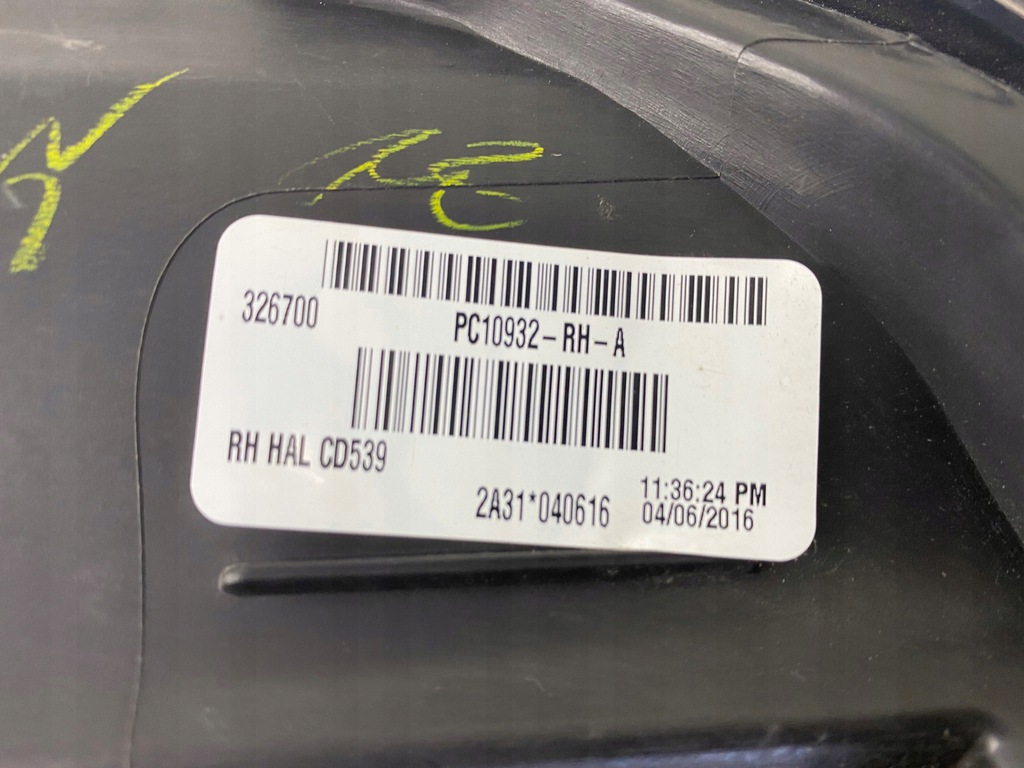 326700
PC10932-RH-A
RH HAL CD539
2A31*040616
11:36:24 PM
04/06/2016